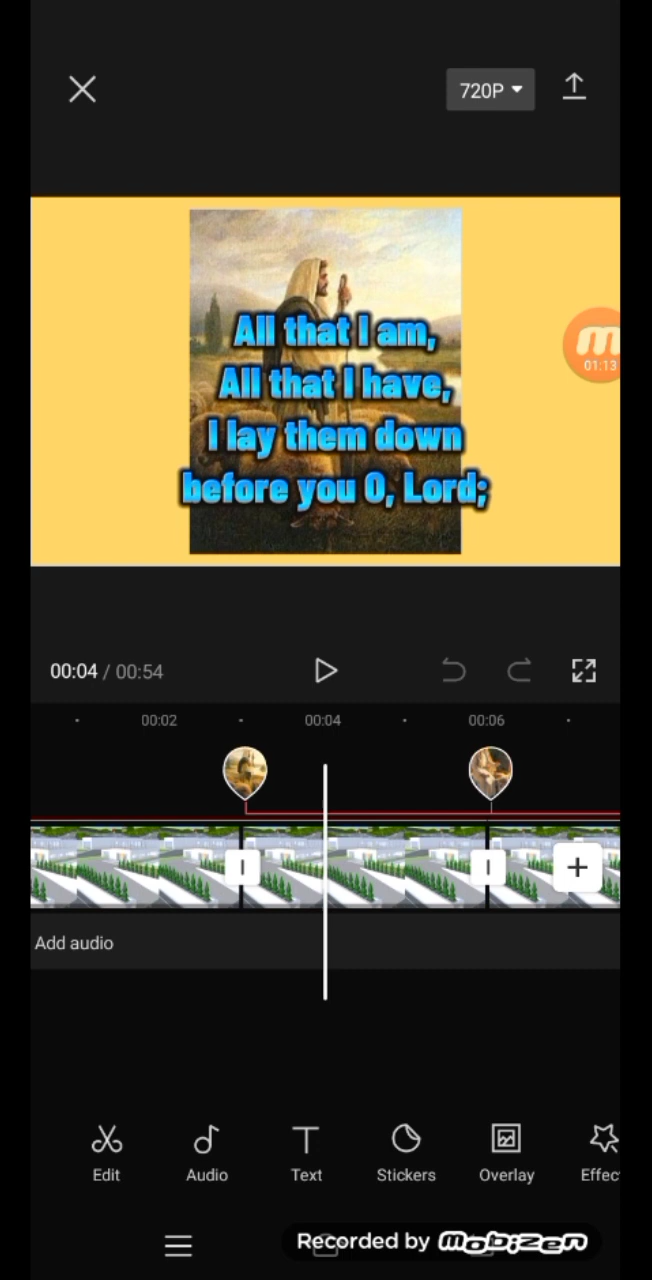 720P
All that I am,
All that I have,
I lay them down
before you O, Lord;
m
01:13
00:04 / 00:54
00:02
00:04
00:06
Add audio
Edit
Audio
Text
Stickers
Overlay
Effec
Recorded by mobizen